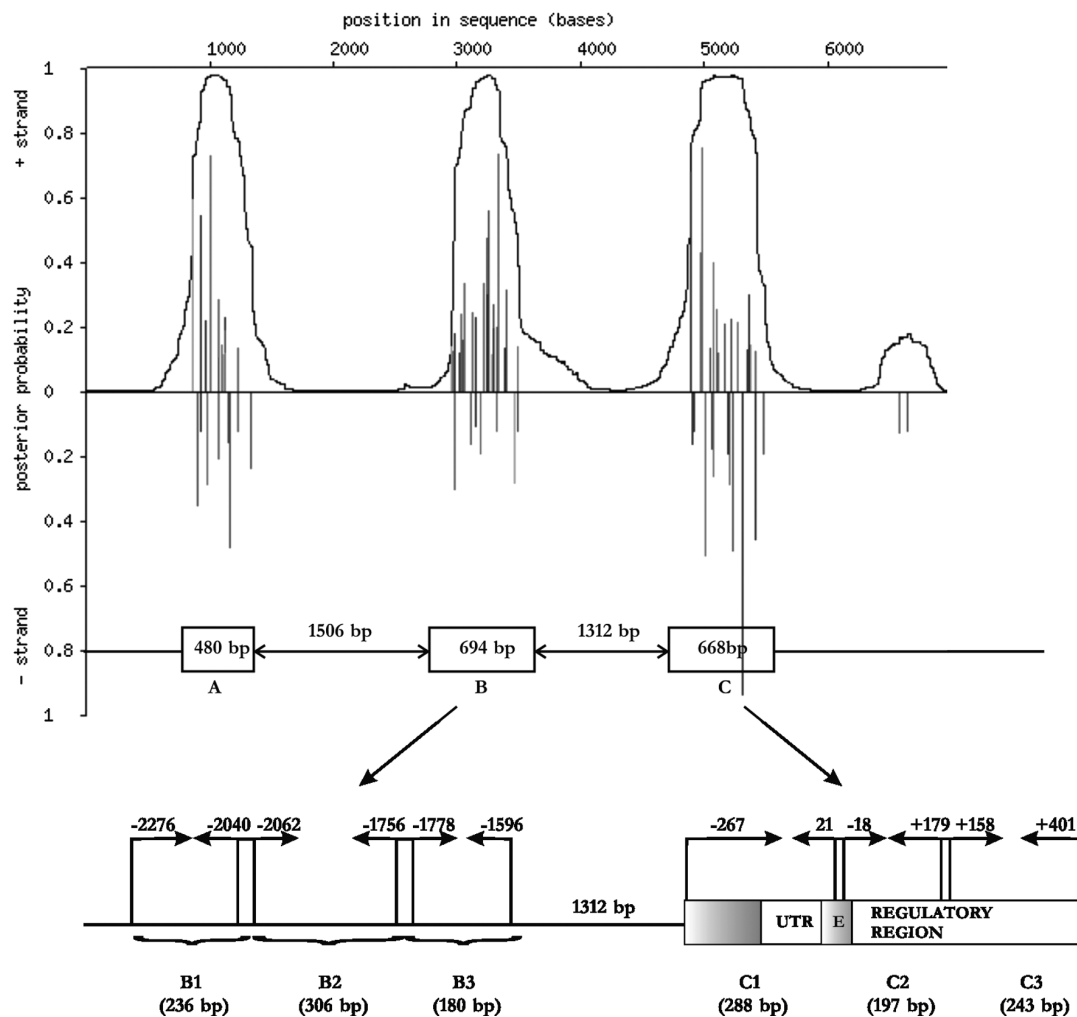 position in sequence (bases)
1000 2000 3000 4000 5000 6000
1
0.8
0.6
0.4
0.2
0
0.2
0.4
0.6
0.8
1
+ strand
posterior probability
- strand
1506 bp
1312 bp
480 bp
694 bp
668bp
A
B
C
-2276 -2040 -2062 -1756 -1778 -1596
-267 21 -18 +179 +158 +401
1312 bp
UTR
E
REGULATORY
REGION
B1 B2 B3 C1 C2 C3
(236 bp) (306 bp) (180 bp) (288 bp) (197 bp) (243 bp)